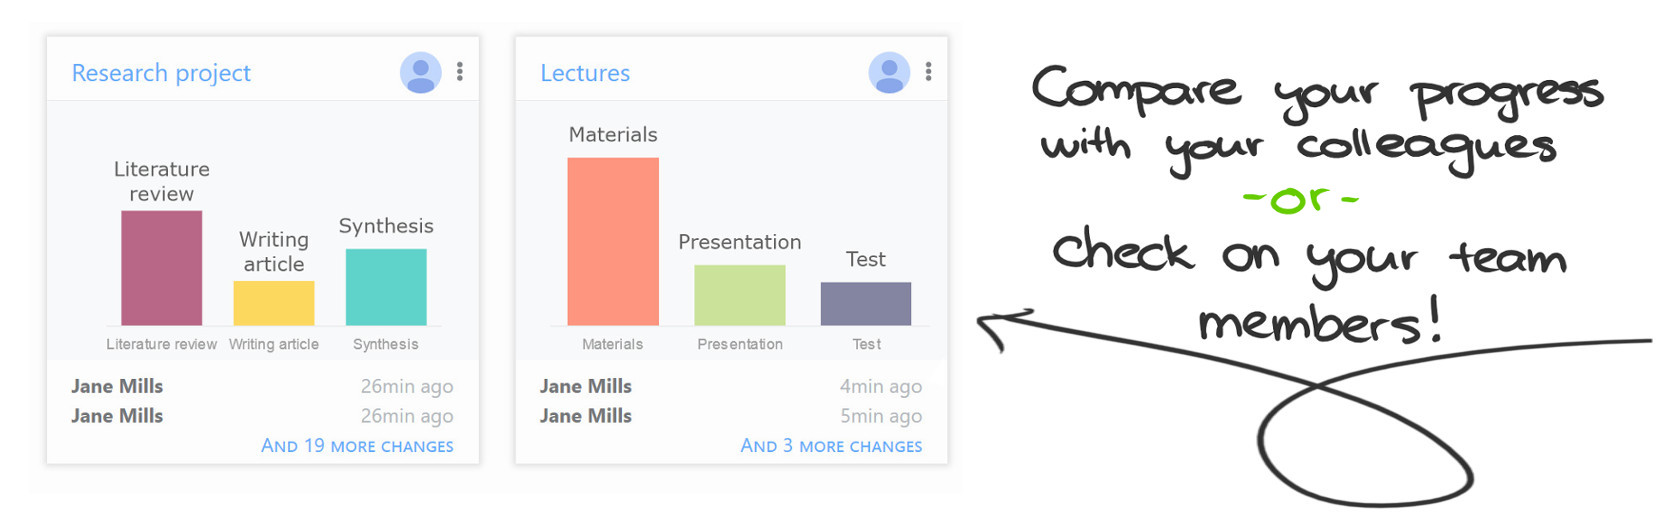 Research project
Literature
review
Writing
article
Synthesis
Literature review Writing article Synthesis
Jane Mills 26min ago
Jane Mills 26min ago
AND 19 MORE CHANGES
Lectures
Materials
Presentation
Test
Materials Presentation Test
Jane Mills 4min ago
Jane Mills 5min ago
AND 3 MORE CHANGES
Compare your progress
with your colleagues
-or-
check on your team
members!